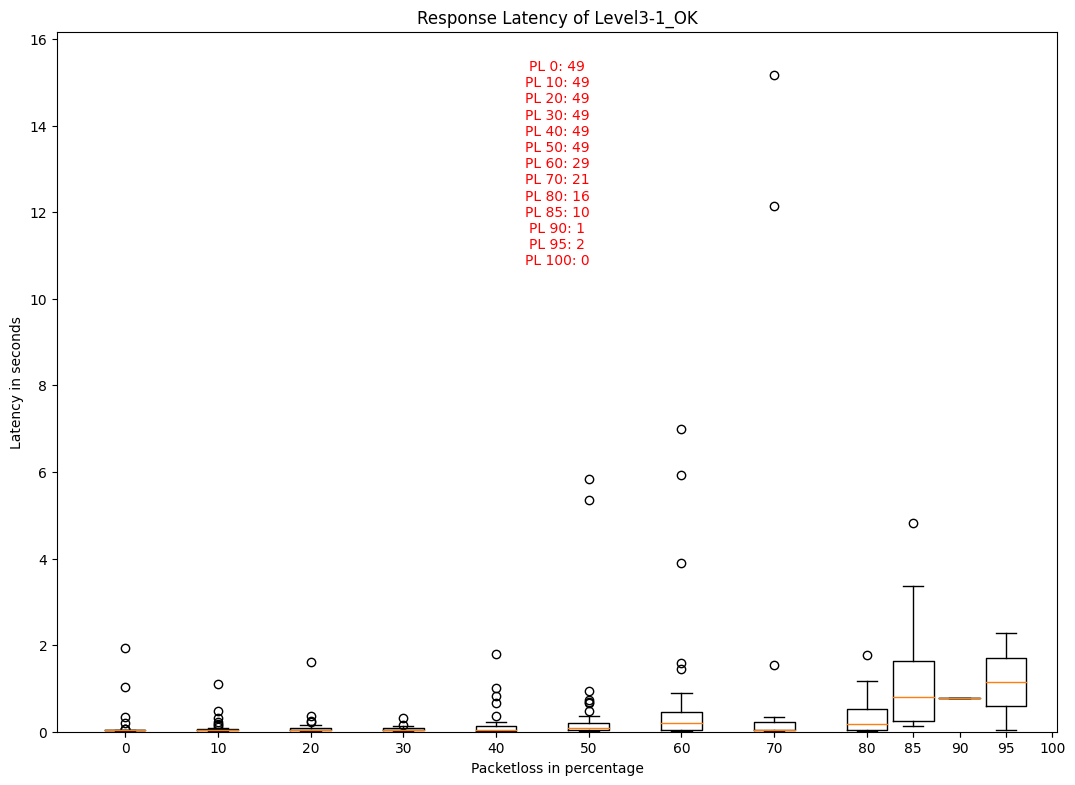 Response Latency of Level3-1_OK
16
14
12
10
8
6
4
2
0
Latency in seconds
PL 0: 49
PL 10: 49
PL 20: 49
PL 30: 49
PL 40: 49
PL 50: 49
PL 60: 29
PL 70: 21
PL 80: 16
PL 85: 10
PL 90: 1
PL 95: 2
PL 100: 0
0 10 20 30 40 50 60 70 80 85 90 95 100
Packetloss in percentage